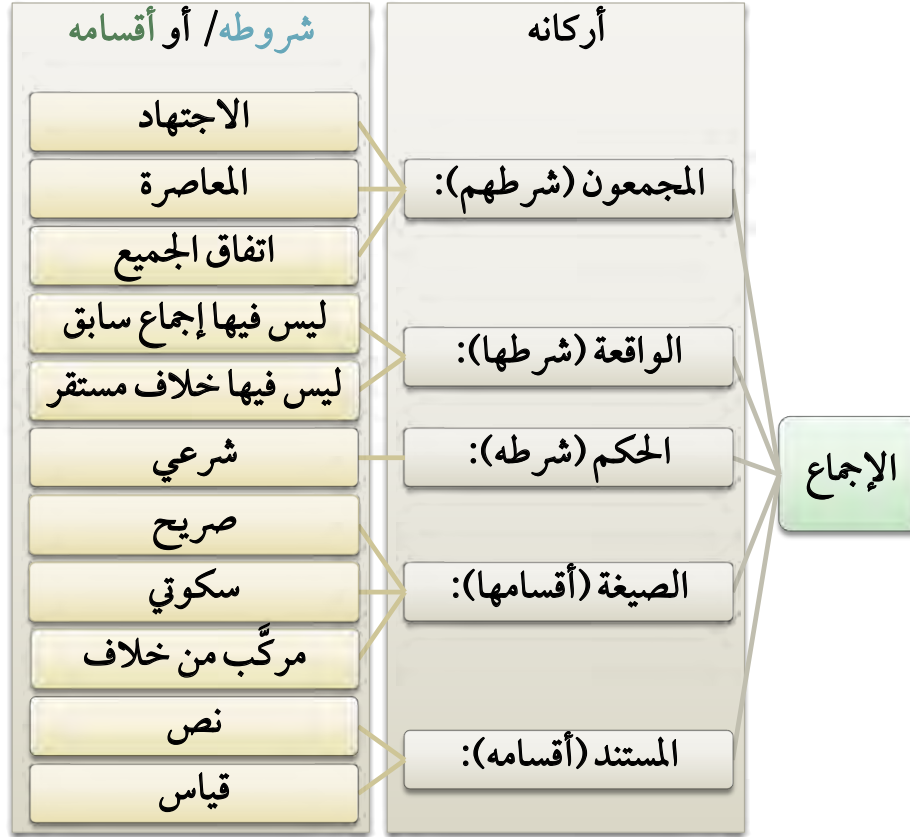 أركانه
شروطه/ أو أقسامه
الإجماع
المجمعون (شرطهم):
الاجتهاد
المعاصرة
اتفاق الجميع
الواقعة (شرطها):
ليس فيها إجماع سابق
ليس فيها خلاف مستقر
الحكم (شرطه):
شرعي
الصيغة (أقسامها):
صريح
سكوتي
مركَّب من خلاف
المستند (أقسامه):
نص
قياس